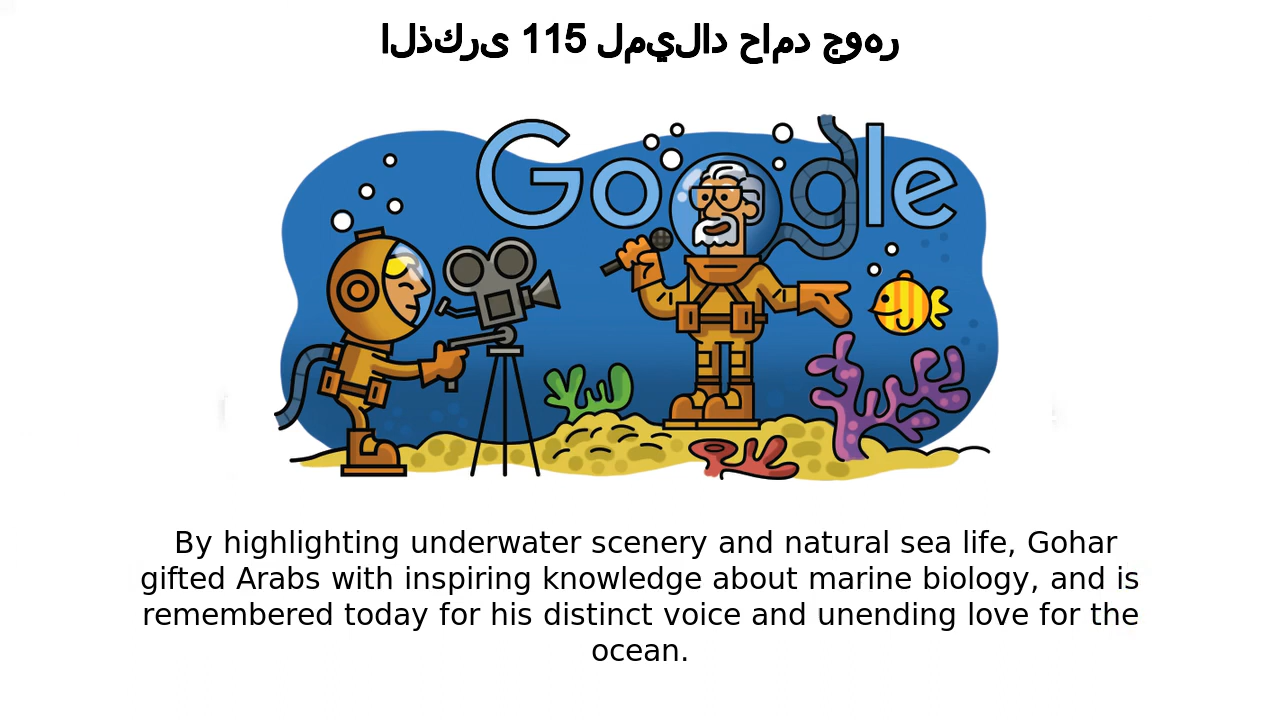 الذكرى 115 لميلاد حامد جوهر
Google
By highlighting underwater scenery and natural sea life, Gohar
gifted Arabs with inspiring knowledge about marine biology, and is
remembered today for his distinct voice and unending love for the
ocean.